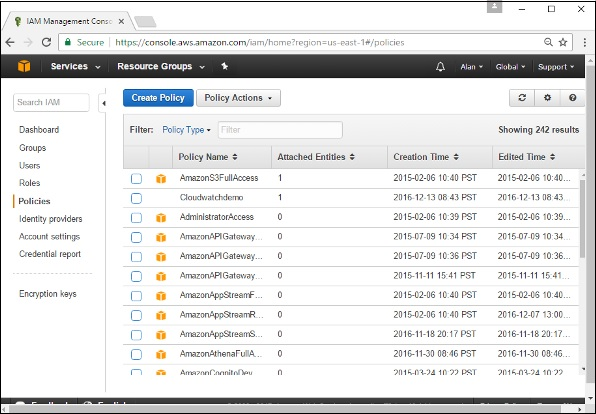 IAM Management Conso
Secure https://console.aws.amazon.com/iam/home?region=us-east-1#/policies
Services Resource Groups Alan Global Support
Search IAM
Dashboard
Groups
Users
Roles
Policies
Identity providers
Account settings
Credential report
Encryption keys
Create Policy Policy Actions
Filter: Policy Type Filter Showing 242 results
Policy Name Attached Entities Creation Time Edited Time
AmazonS3FullAccess 1 2015-02-06 10:40 PST 2015-02-06 10:40...
Cloudwatchdemo 1 2016-12-13 08:43 PST 2016-12-13 08:43...
AdministratorAccess 0 2015-02-06 10:39 PST 2015-02-06 10:39...
AmazonAPIGateway... 0 2015-07-09 10:34 PST 2015-07-09 10:34...
AmazonAPIGateway... 0 2015-07-09 10:36 PST 2015-07-09 10:36...
AmazonAPIGateway... 0 2015-11-11 15:41 PST 2015-11-11 15:41...
AmazonAppStreamF... 0 2015-02-06 10:40 PST 2015-02-06 10:40...
AmazonAppStreamR... 0 2015-02-06 10:40 PST 2016-12-07 13:00...
AmazonAppStreamS... 0 2016-11-18 20:17 PST 2016-11-18 20:17...
AmazonAthenaFullA... 0 2016-11-30 08:46 PST 2016-11-30 08:46...
AmazonCognitoDev... 0 2015-03-24 10:22 2015-03-24 10:22